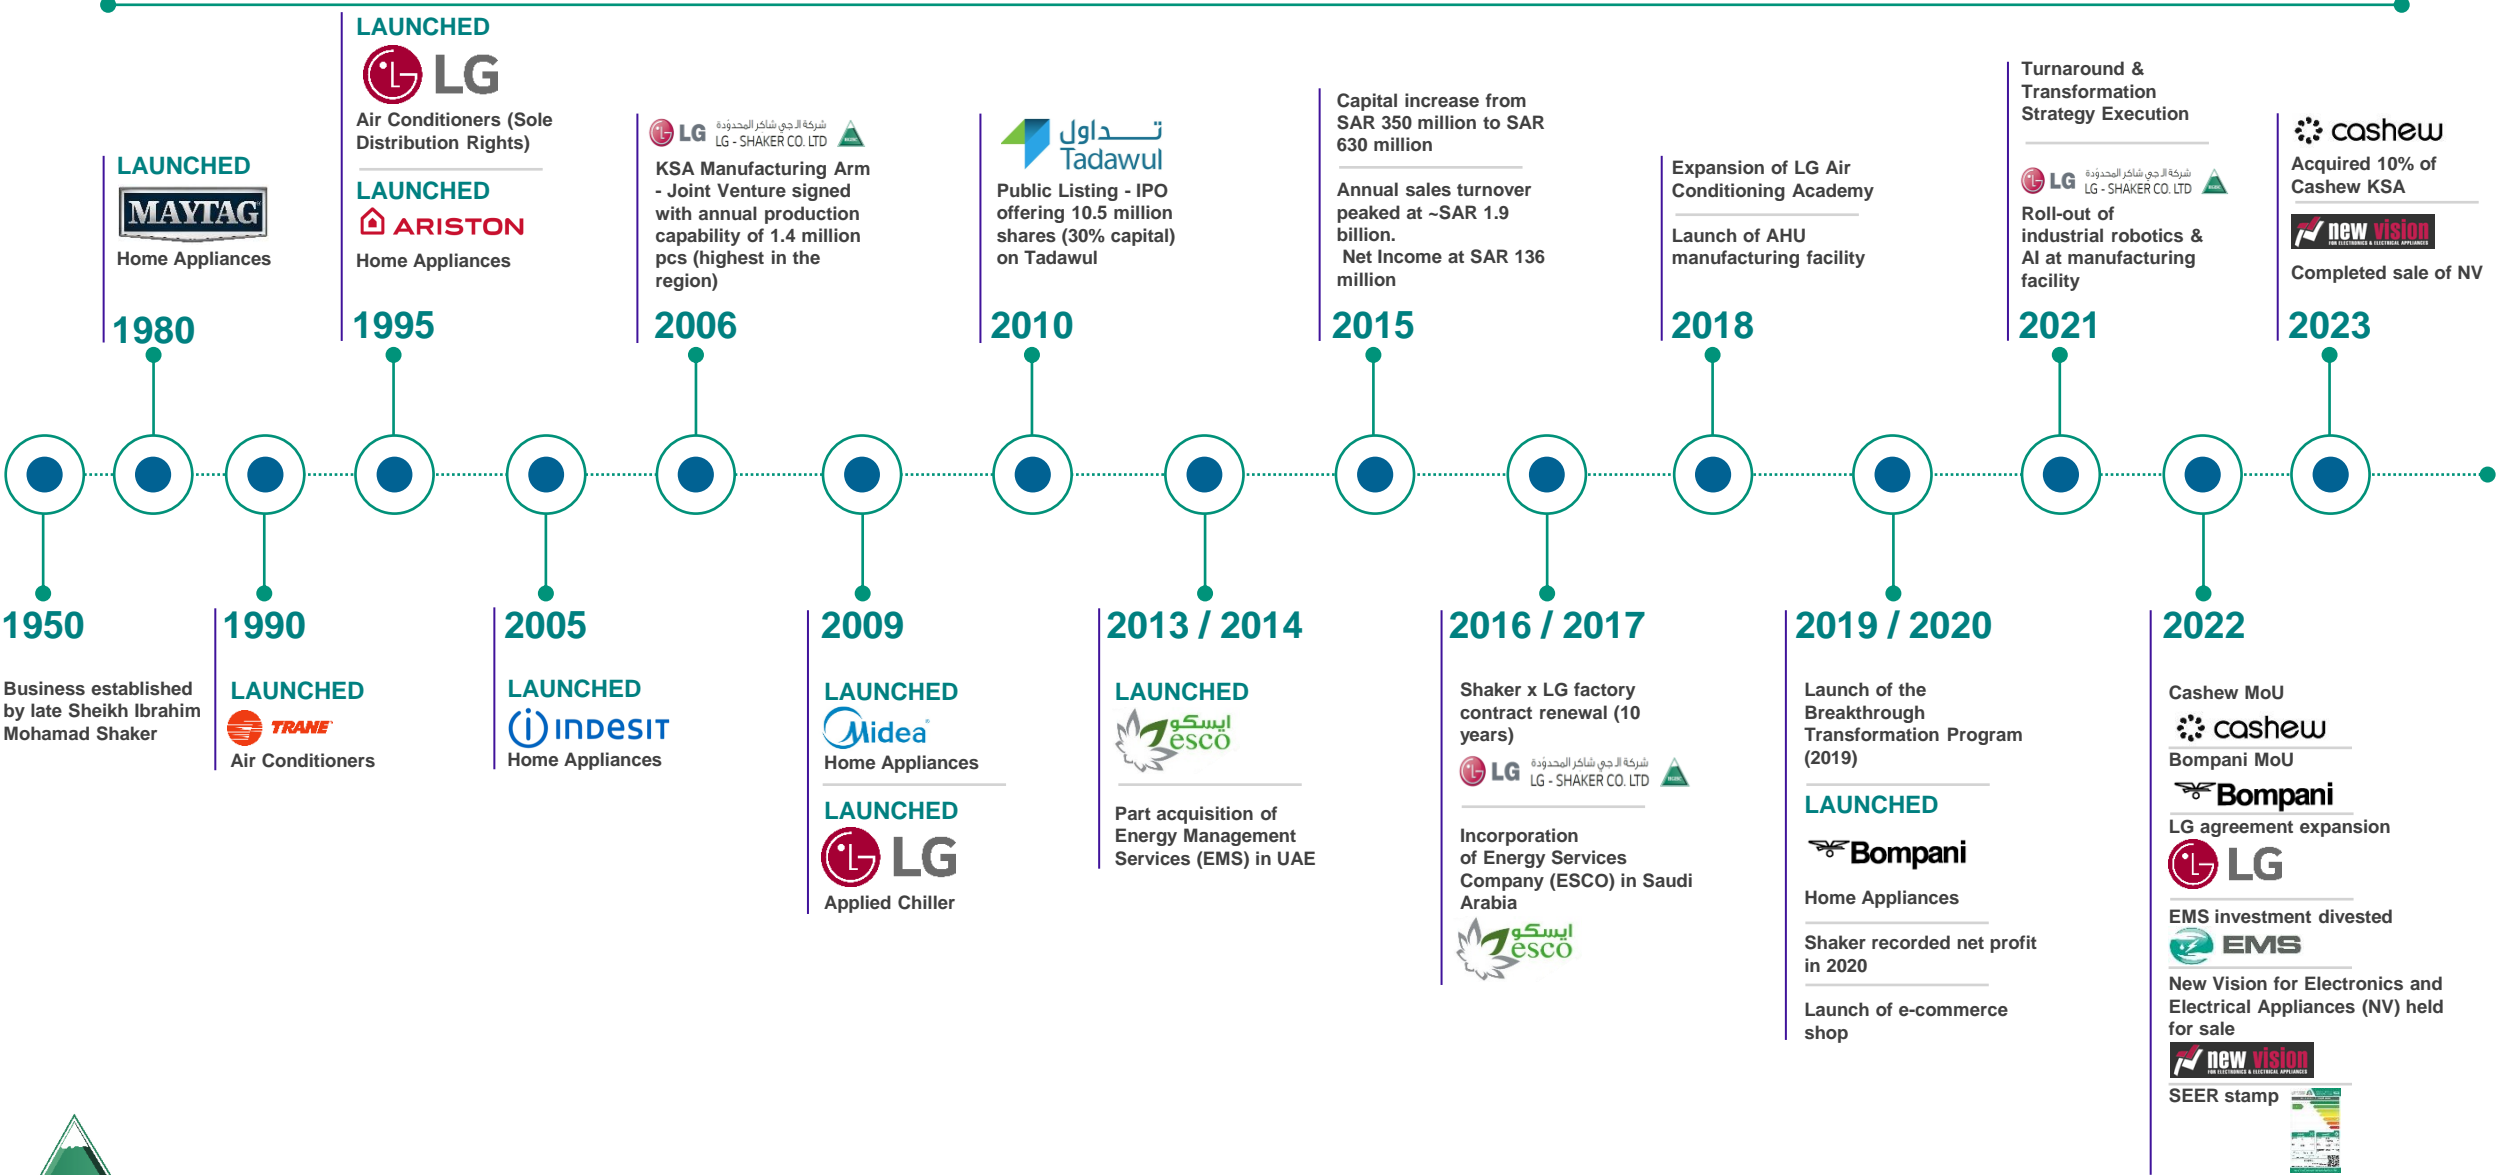 LAUNCHED
MAYTAG
Home Appliances
1980
LAUNCHED
LG
Air Conditioners (Sole
Distribution Rights)
LAUNCHED
ARISTON
Home Appliances
1995
LG
شركة ال جي شاكر المحدودة
LG - SHAKER CO. LTD
KSA Manufacturing Arm
- Joint Venture signed
with annual production
capability of 1.4 million
pcs (highest in the
region)
2006
تـــداول
Tadawul
Public Listing - IPO
offering 10.5 million
shares (30% capital)
on Tadawul
2010
Capital increase from
SAR 350 million to SAR
630 million
Annual sales turnover
peaked at ~SAR 1.9
billion.
Net Income at SAR 136
million
2015
Expansion of LG Air
Conditioning Academy
Launch of AHU
manufacturing facility
2018
Turnaround &
Transformation
Strategy Execution
LG
شركة ال جي شاكر المحدودة
LG - SHAKER CO. LTD
Roll-out of
industrial robotics &
AI at manufacturing
facility
2021
cashew
Acquired 10% of
Cashew KSA
new vision
FOR ELECTRONICS & ELECTRICAL APPLIANCES
Completed sale of NV
2023
1950
Business established
by late Sheikh Ibrahim
Mohamad Shaker
1990
LAUNCHED
TRANE
Air Conditioners
2005
LAUNCHED
INDESIT
Home Appliances
2009
LAUNCHED
Midea
Home Appliances
LAUNCHED
LG
Applied Chiller
2013 / 2014
LAUNCHED
ايسكو
esco
Part acquisition of
Energy Management
Services (EMS) in UAE
2016 / 2017
Shaker x LG factory
contract renewal (10
years)
LG
شركة ال جي شاكر المحدودة
LG - SHAKER CO. LTD
Incorporation
of Energy Services
Company (ESCO) in Saudi
Arabia
ايسكو
esco
2019 / 2020
Launch of the
Breakthrough
Transformation Program
(2019)
LAUNCHED
Bompani
Home Appliances
Shaker recorded net profit
in 2020
Launch of e-commerce
shop
2022
Cashew MoU
cashew
Bompani MoU
Bompani
LG agreement expansion
LG
EMS investment divested
EMS
New Vision for Electronics and
Electrical Appliances (NV) held
for sale
new vision
FOR ELECTRONICS & ELECTRICAL APPLIANCES
SEER stamp